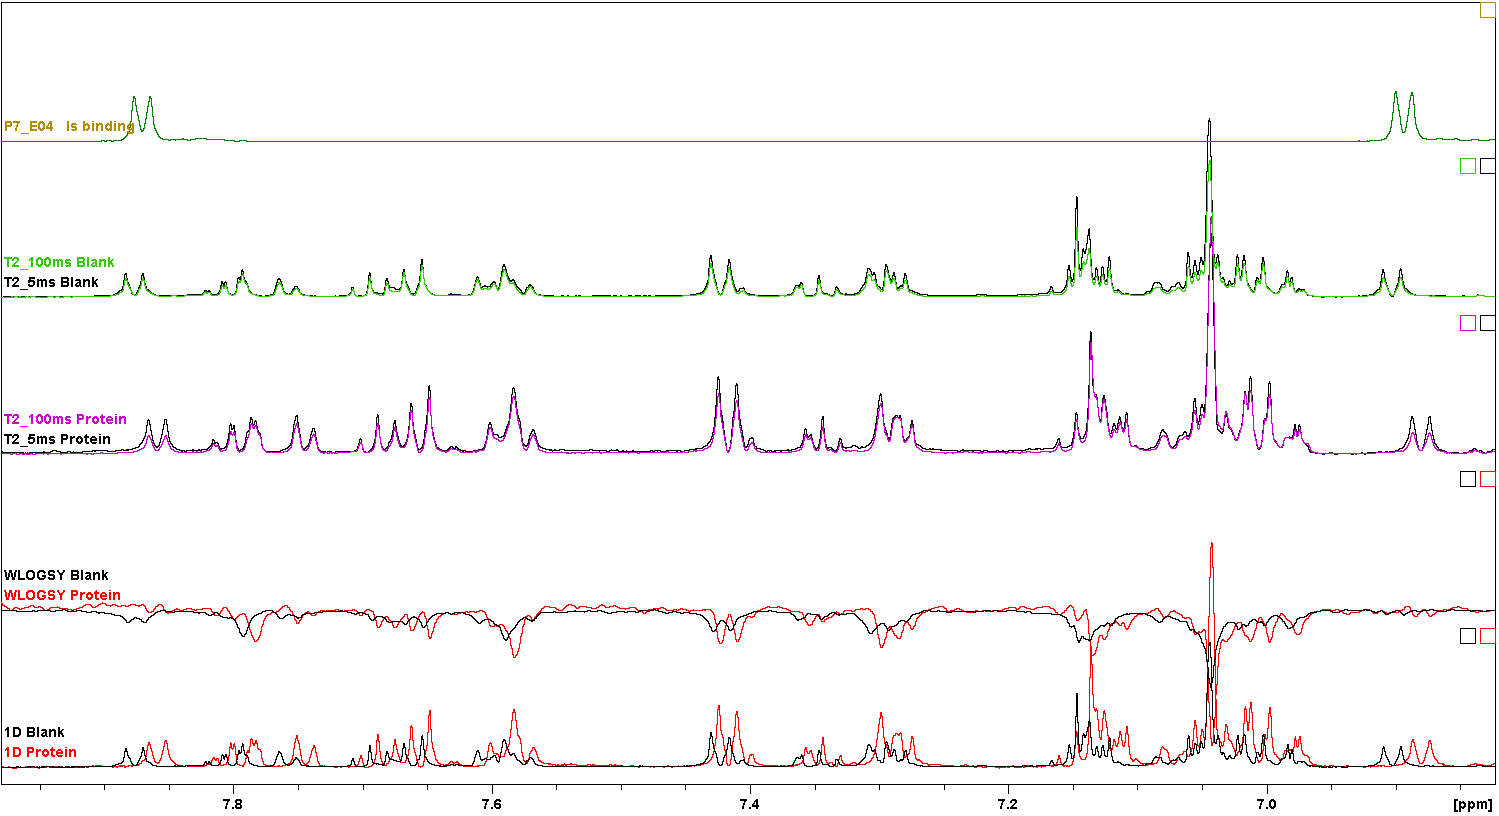 P7_E04 Is binding
T2_100ms Blank
T2_5ms Blank
T2_100ms Protein
T2_5ms Protein
WLOGSY Blank
WLOGSY Protein
1D Blank
1D Protein
7.8 7.6 7.4 7.2 7.0 [ppm]